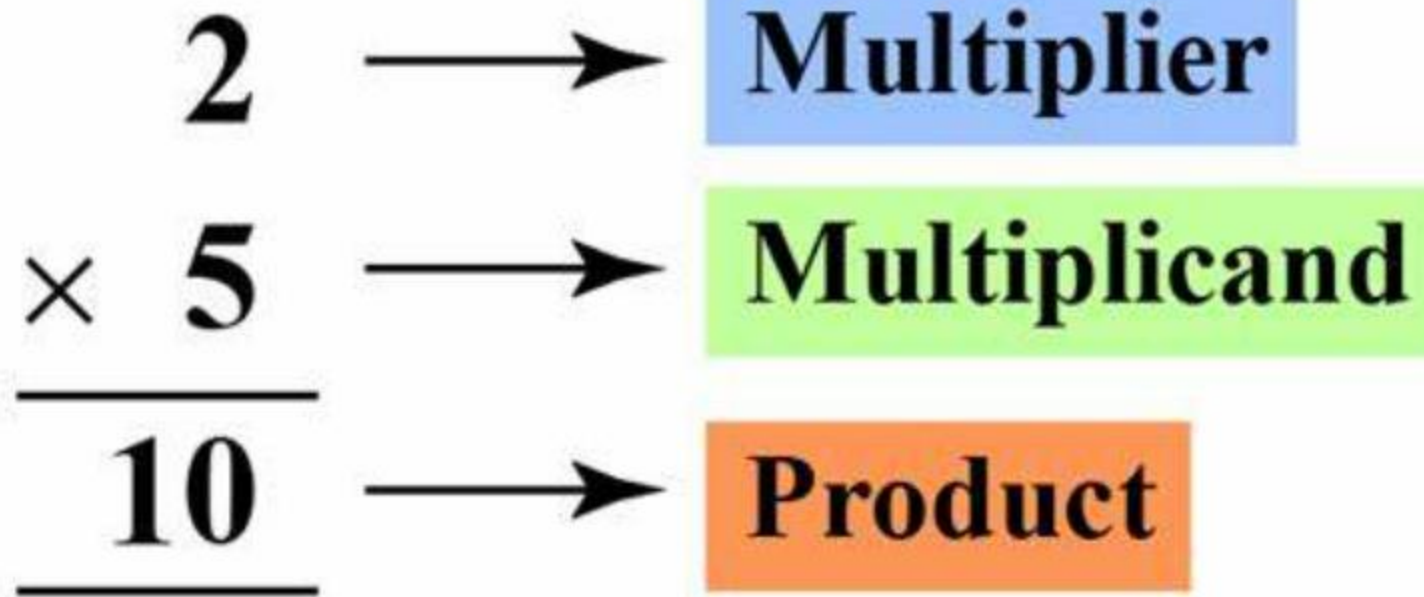 2 → Multiplier
× 5 → Multiplicand
10 → Product